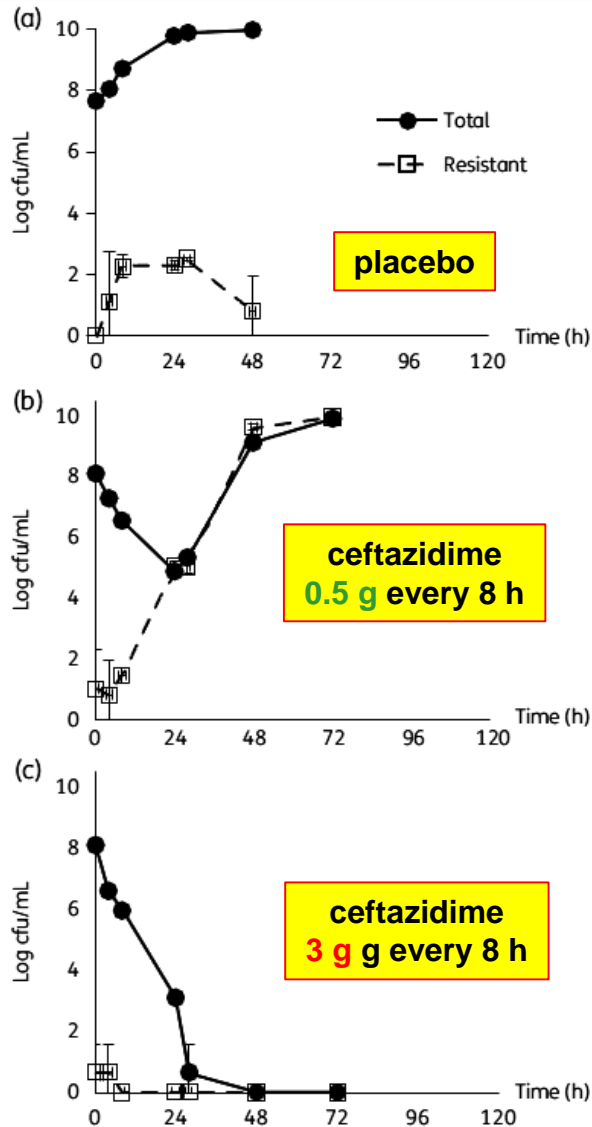 (a)
10
8
6
4
2
0
Log cfu/mL
Total
Resistant
placebo
0 24 48 72 96 120
Time (h)
(b)
10
8
6
4
2
0
Log cfu/mL
ceftazidime
0.5 g every 8 h
0 24 48 72 96 120
Time (h)
(c)
10
8
6
4
2
0
Log cfu/mL
ceftazidime
3 g g every 8 h
0 24 48 72 96 120
Time (h)